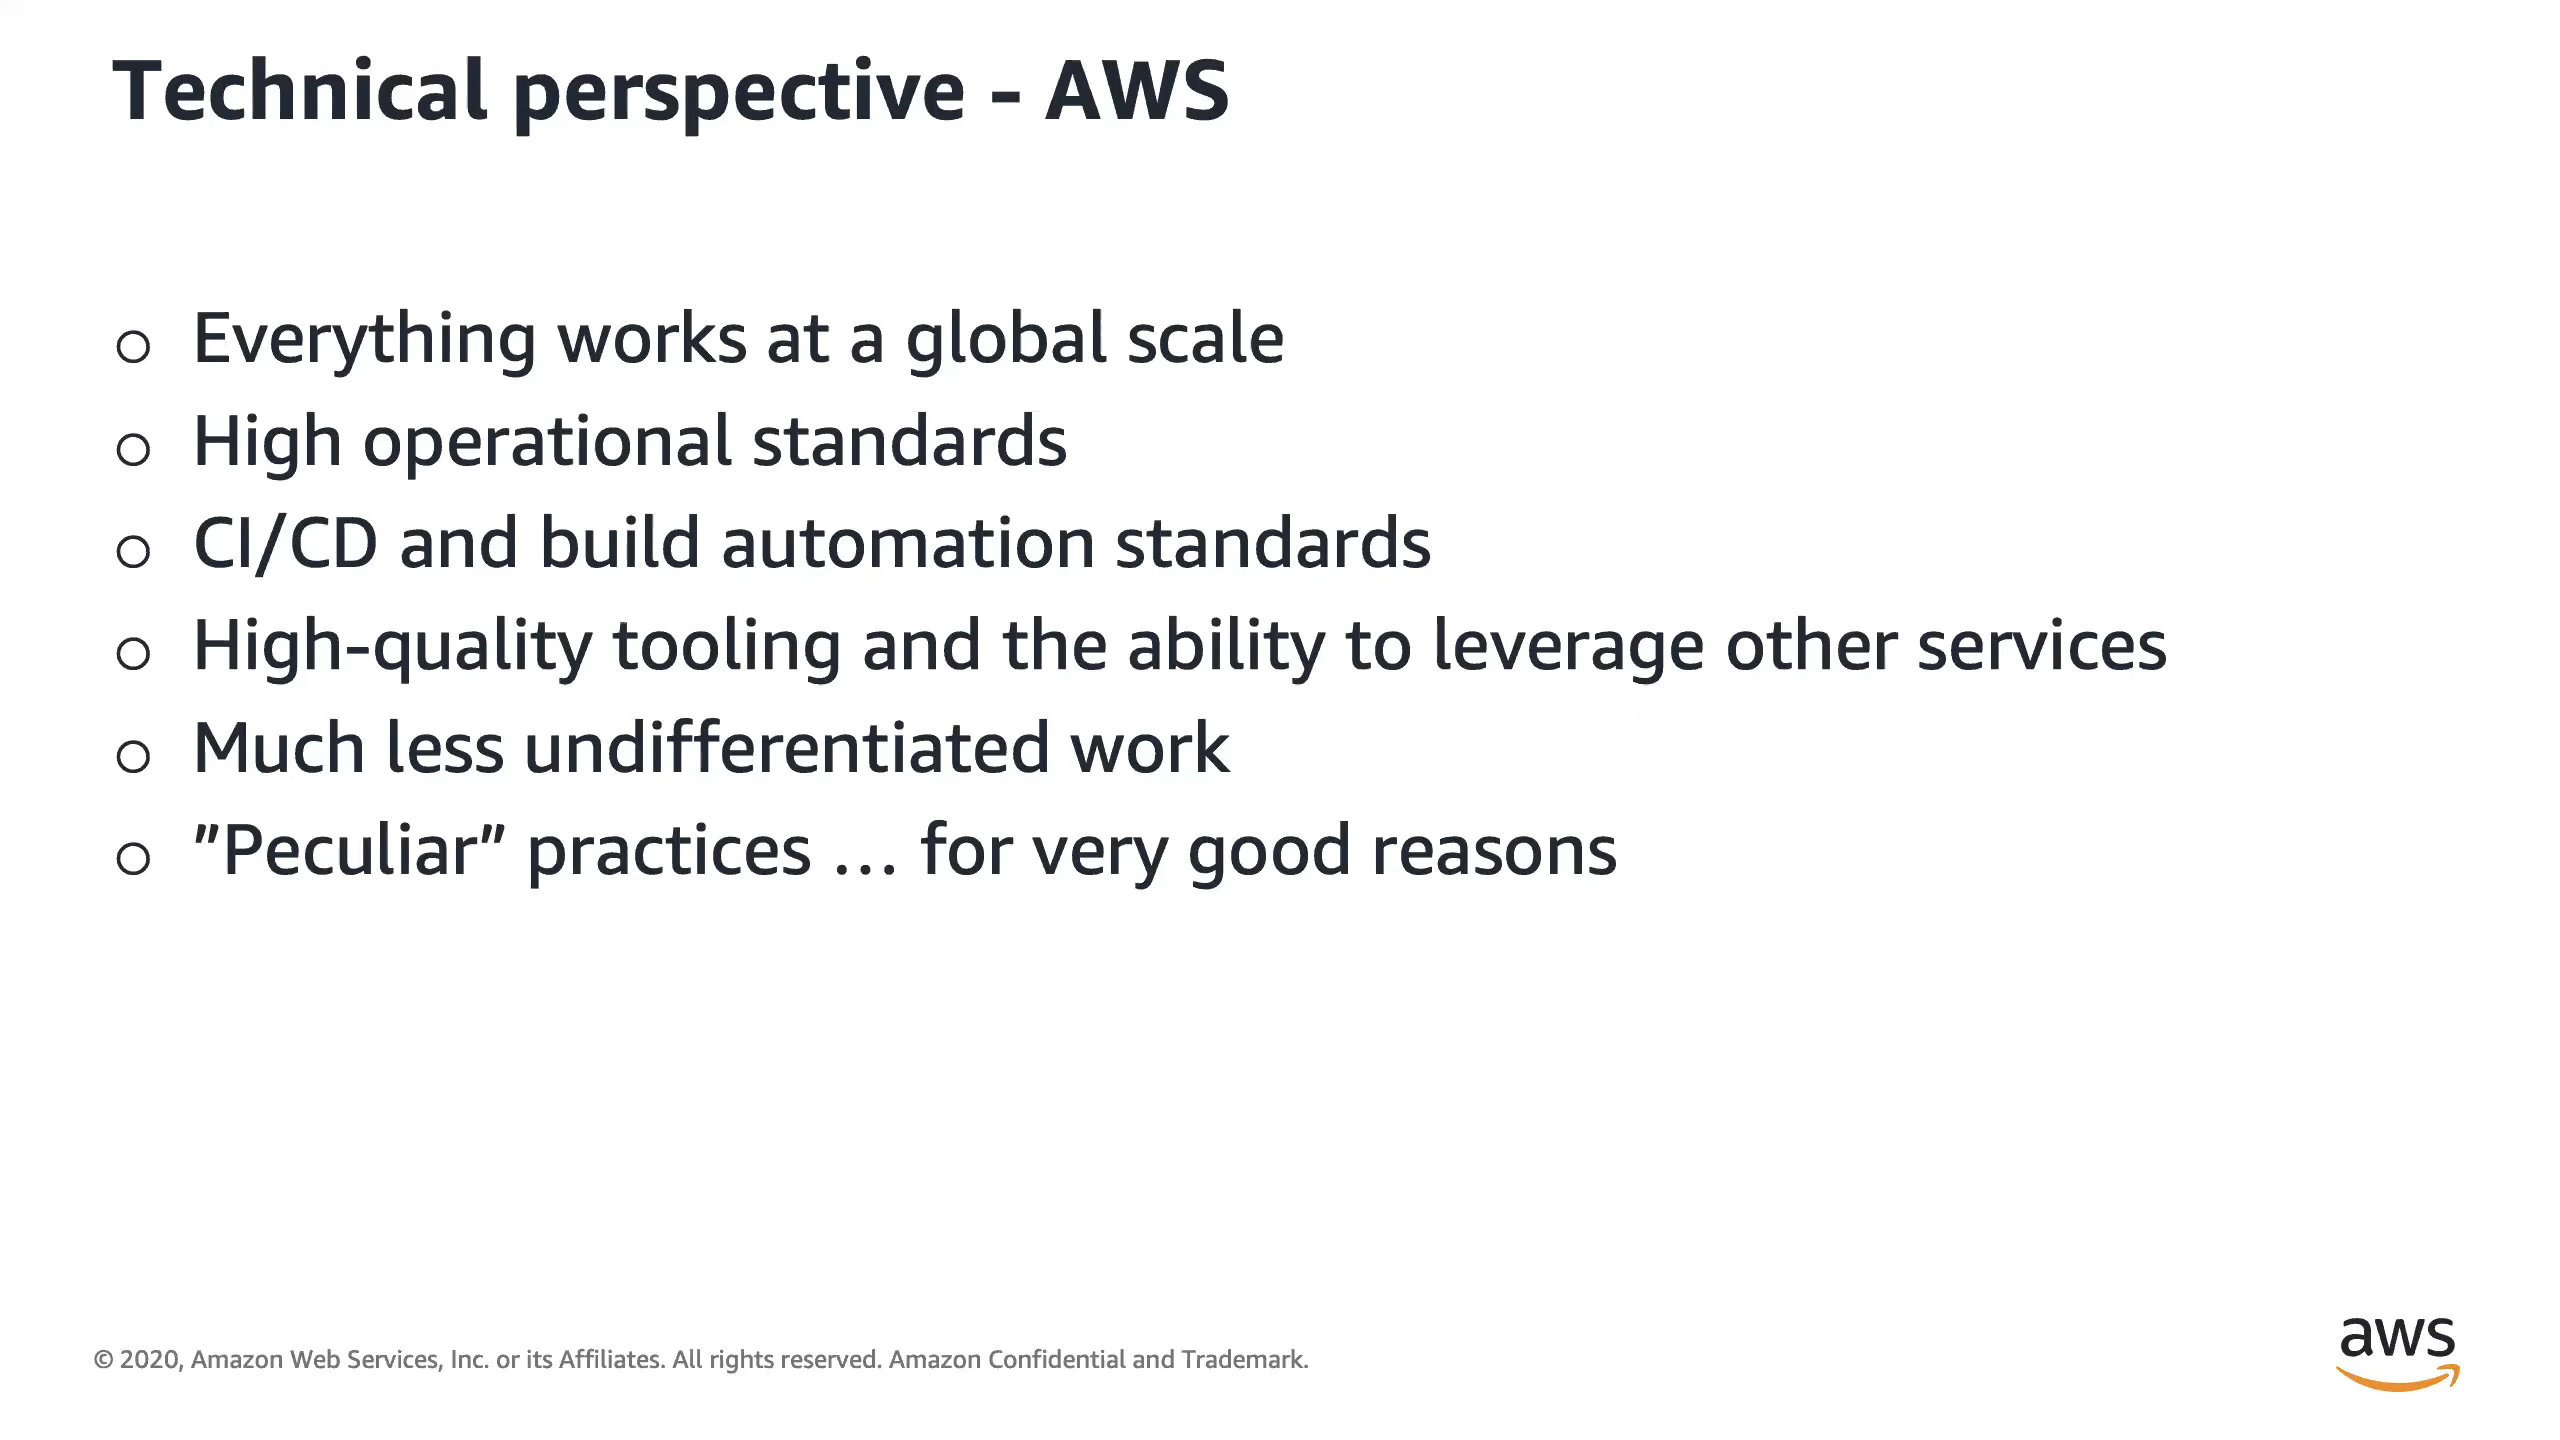 Technical perspective - AWS
○ Everything works at a global scale
○ High operational standards
○ CI/CD and build automation standards
○ High-quality tooling and the ability to leverage other services
○ Much less undifferentiated work
○ ”Peculiar” practices … for very good reasons
© 2020, Amazon Web Services, Inc. or its Affiliates. All rights reserved. Amazon Confidential and Trademark.
aws